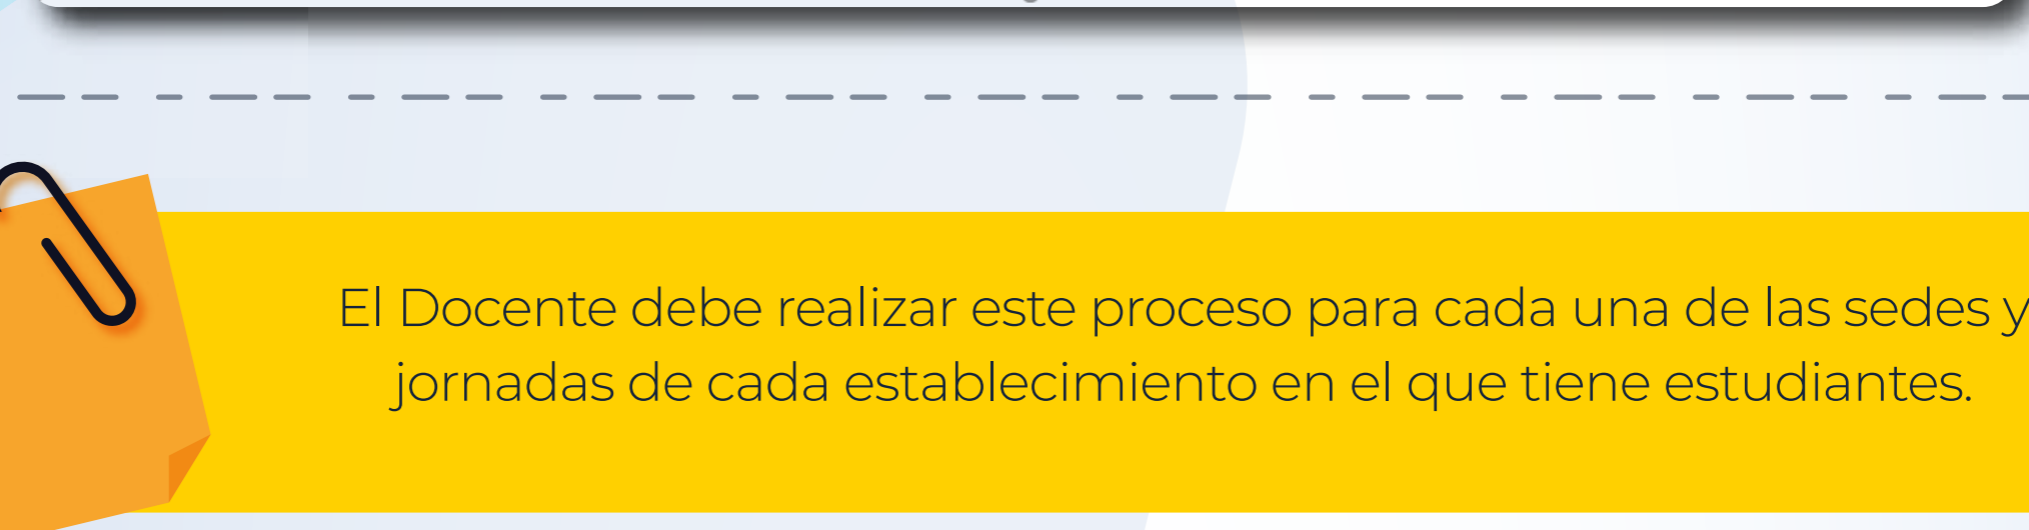 El Docente debe realizar este proceso para cada una de las sedes y
jornadas de cada establecimiento en el que tiene estudiantes.